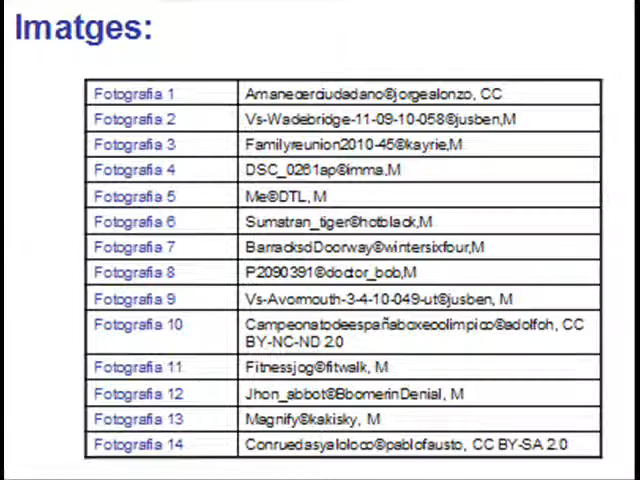 Imatges:
Fotografia 1 Amanecerciudadano©jorgealonzo, CC
Fotografia 2 Vs-Wadebridge-11-09-10-058©jusben,M
Fotografia 3 Familyreunion2010-45©kayrie,M
Fotografia 4 DSC_0261ap©imma,M
Fotografia 5 Me©DTL, M
Fotografia 6 Sumatran_tiger©hotblack,M
Fotografia 7 BarracksdDoorway©wintersixfour,M
Fotografia 8 P2090391©doctor_bob,M
Fotografia 9 Vs-Avormouth-3-4-10-049-ut©jusben, M
Fotografia 10 Campeonatodeespañaboxeoolimpico©adolfoh, CC
BY-NC-ND 2.0
Fotografia 11 Fitnessjog©fitwalk, M
Fotografia 12 Jhon_abbot©BbomerinDenial, M
Fotografia 13 Magnify©kakisky, M
Fotografia 14 Conruedasyaloloco©pablofausto, CC BY-SA 2.0